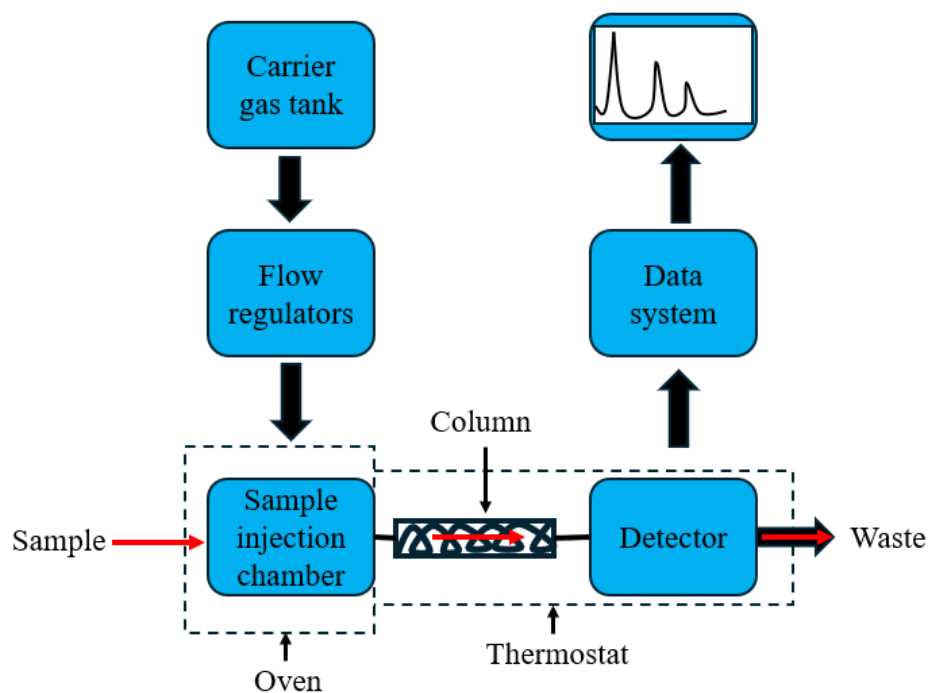 Carrier
gas tank
Flow
regulators
Data
system
Column
Sample
Sample
injection
chamber
Detector
Waste
Thermostat
Oven